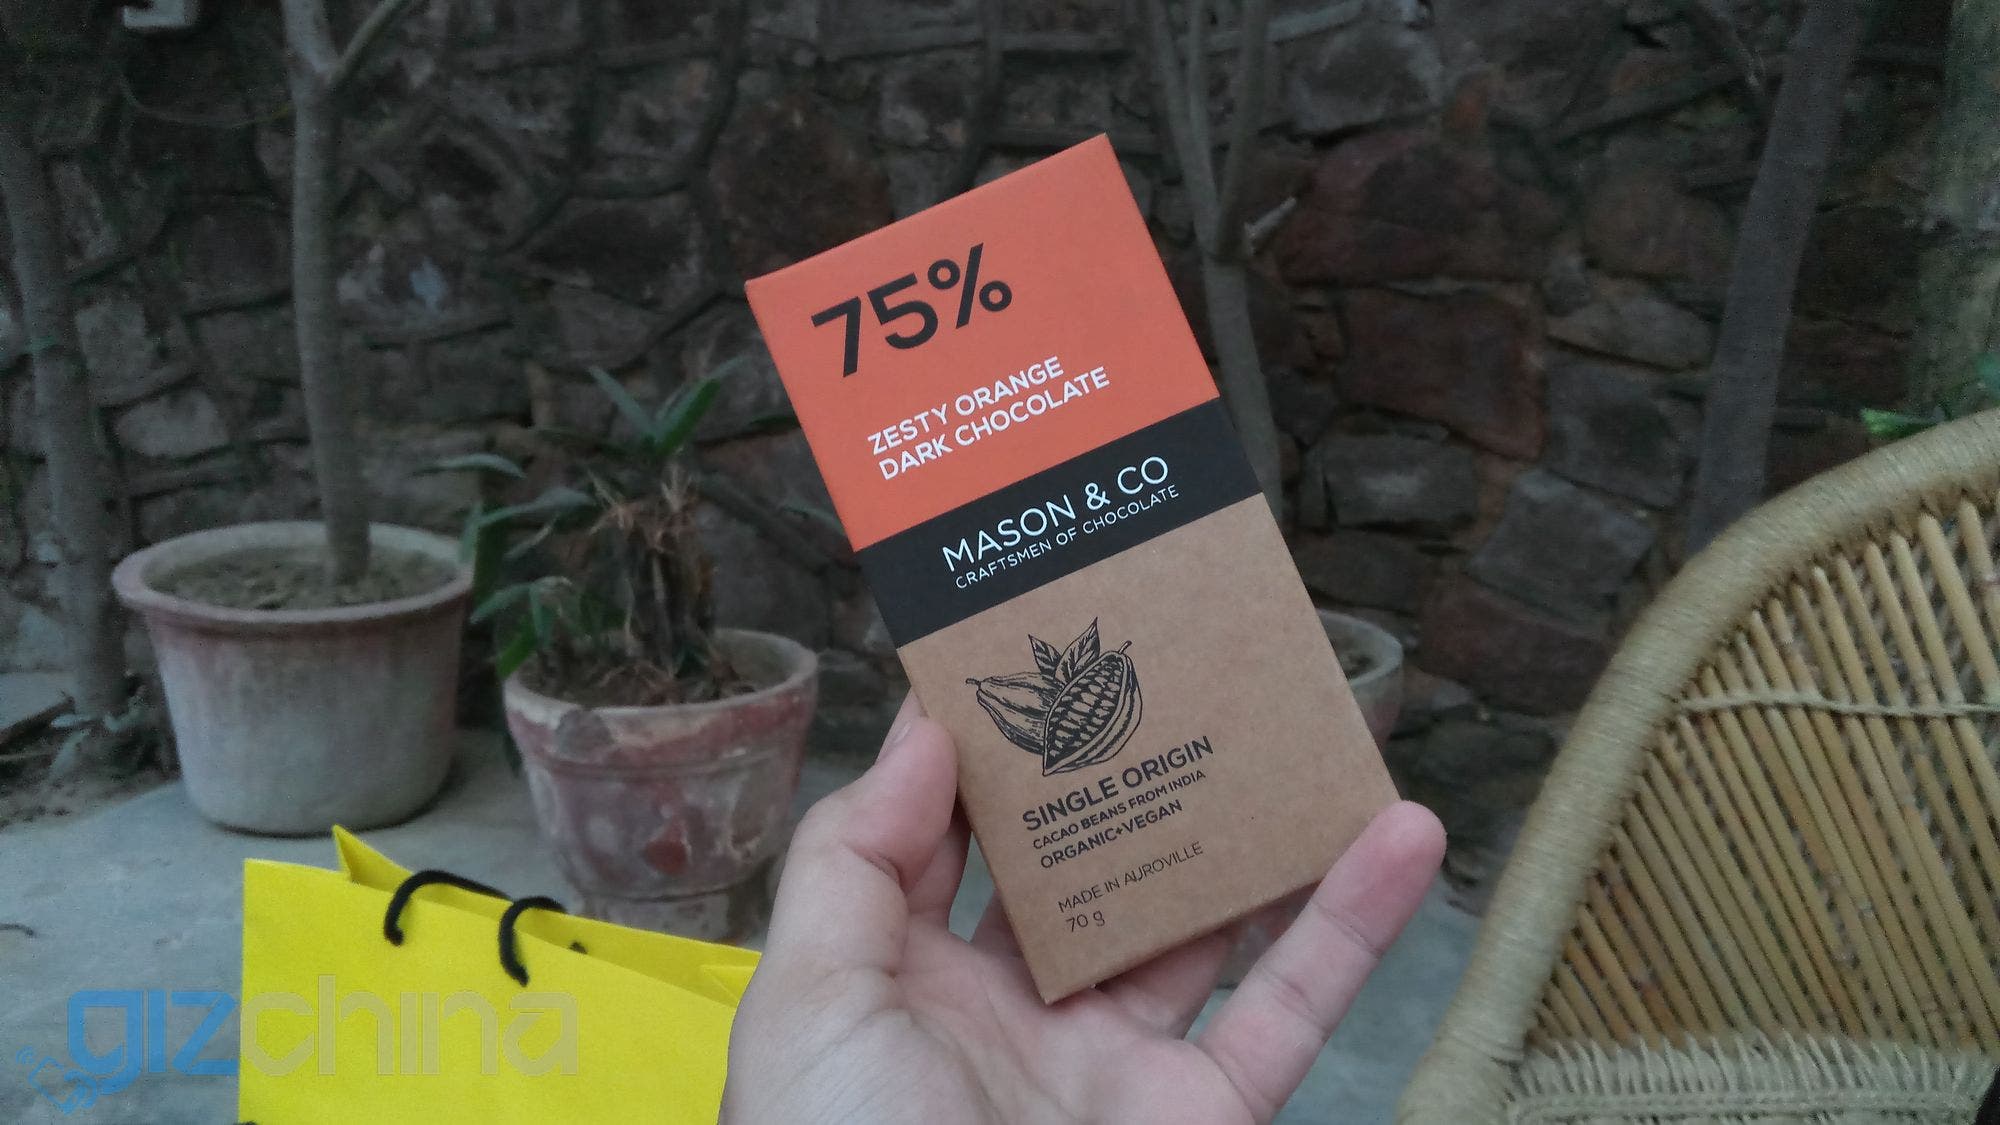 75%
ZESTY ORANGE
DARK CHOCOLATE
MASON & CO
CRAFTSMEN OF CHOCOLATE
SINGLE ORIGIN
CACAO BEANS FROM INDIA
ORGANIC+VEGAN
MADE IN AUROVILLE
70 g
gizchina